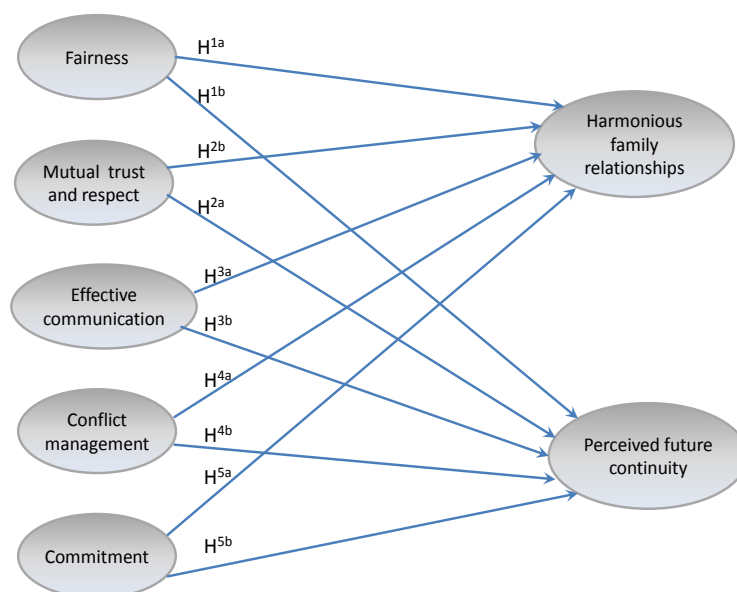 Fairness
Mutual trust
and respect
Effective
communication
Conflict
management
Commitment
H1a
H1b
H2b
H2a
H3a
H3b
H4a
H4b
H5a
H5b
Harmonious
family
relationships
Perceived future
continuity